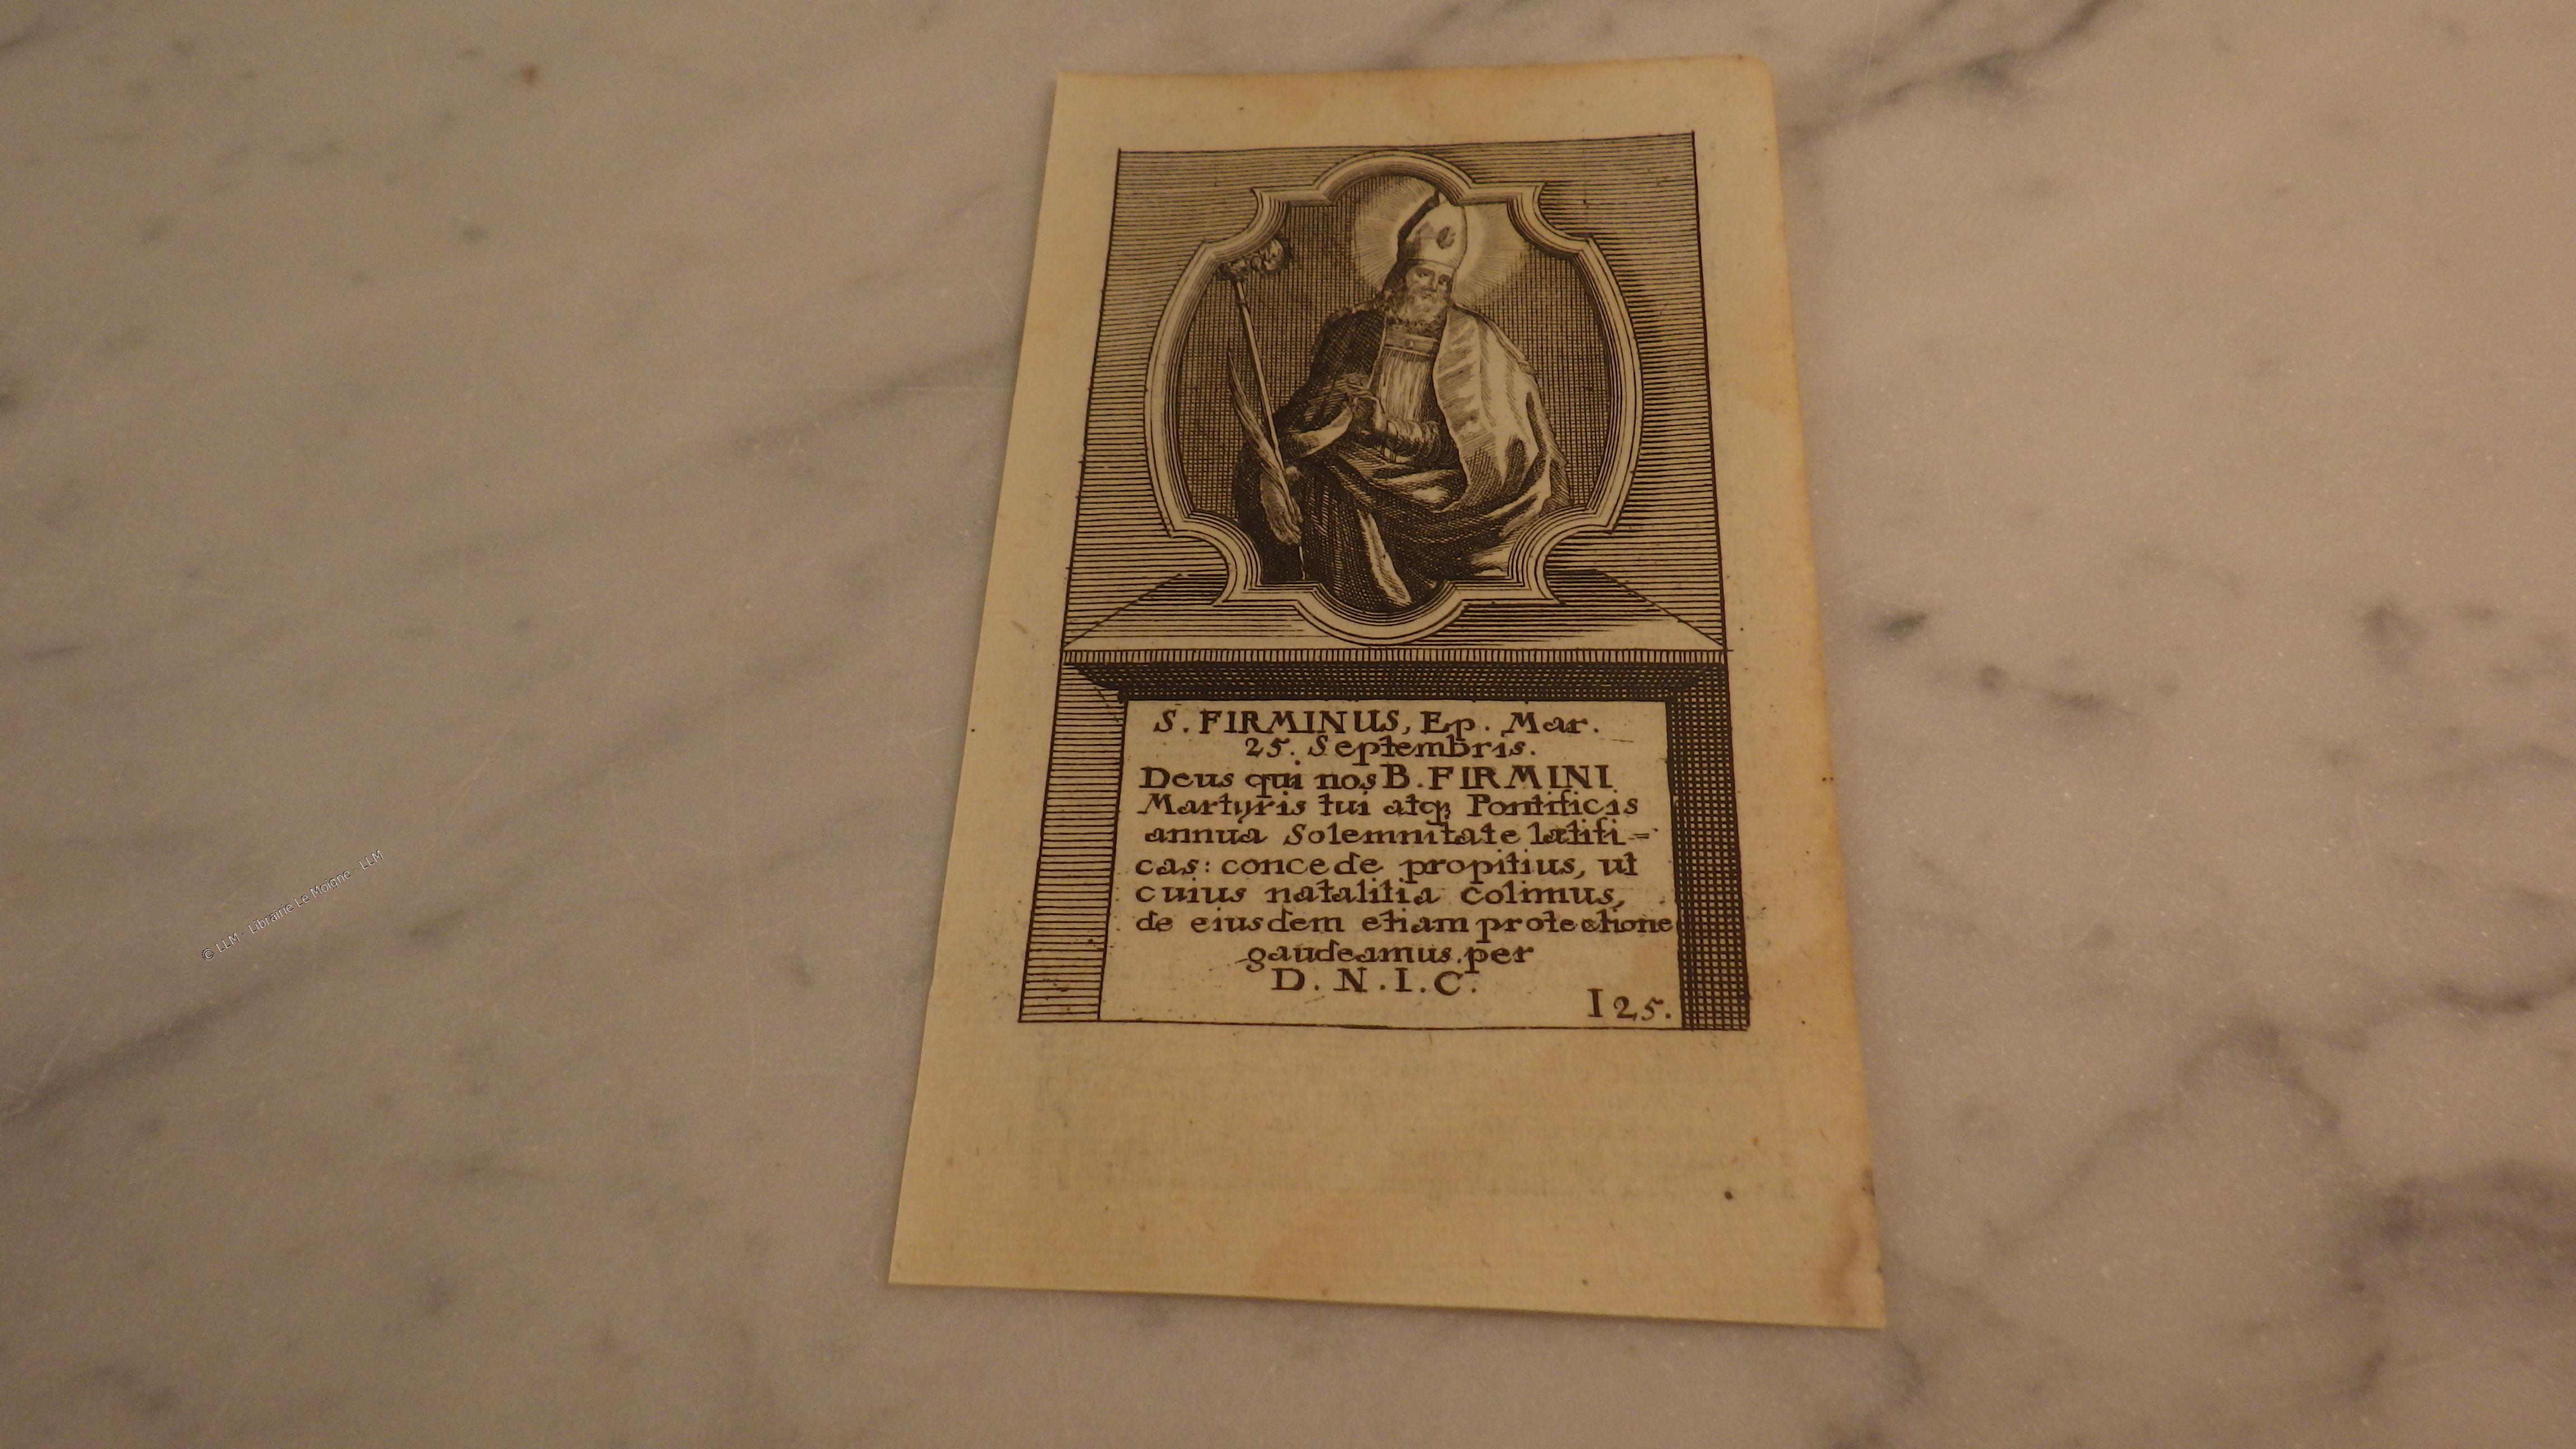 S. FIRMINUS, Ep. Mar.
25. Septembris.
Deus qui nos B. FIRMINI
Martyris tui atq; Pontificis
annua Solemnitate lætifi=
cas: concede propitius, ut
cuius natalitia colimus,
de eiusdem etiam protectione
gaudeamus. per
D. N. I. C.
125.
© LLM - Librairie Le Moigne - LLM